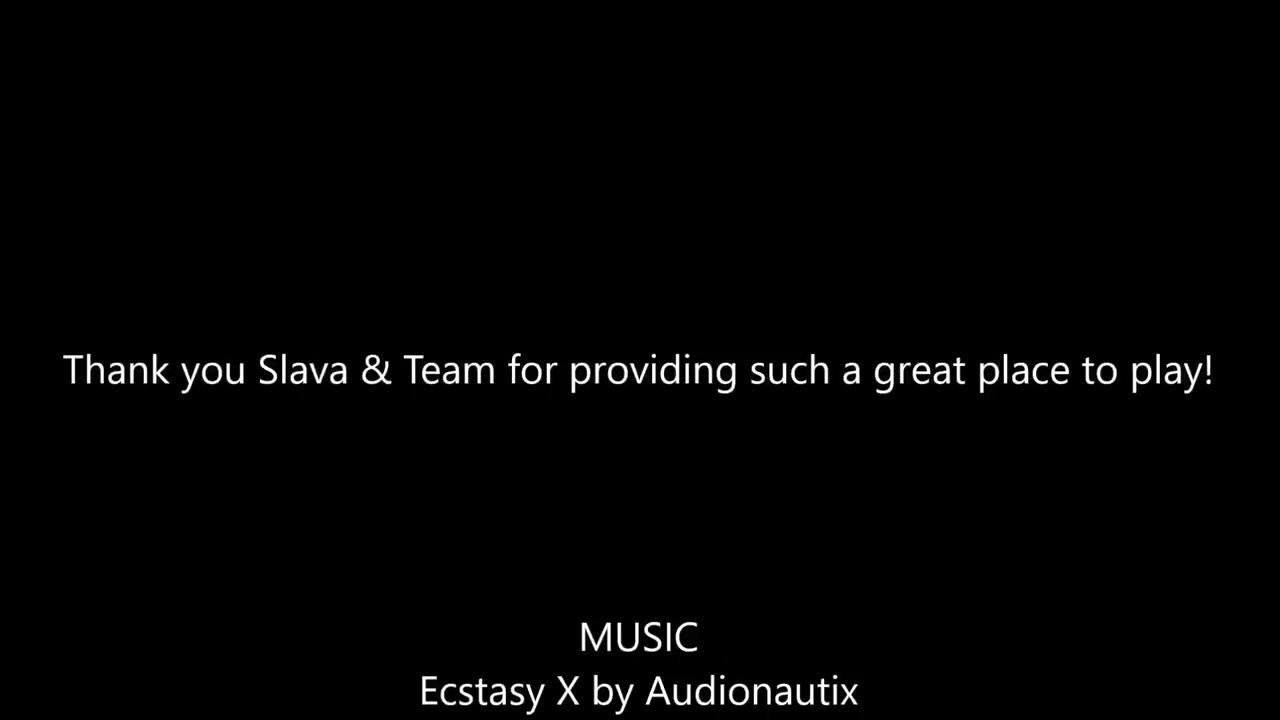 Thank you Slava & Team for providing such a great place to play!
MUSIC
Ecstasy X by Audionautix